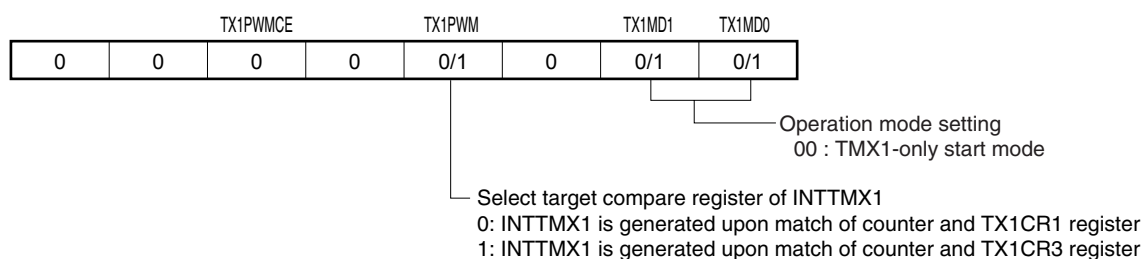 TX1PWMCE TX1PWM TX1MD1 TX1MD0
0 0 0 0 0/1 0 0/1 0/1
Operation mode setting
00 : TMX1-only start mode
Select target compare register of INTTMX1
0: INTTMX1 is generated upon match of counter and TX1CR1 register
1: INTTMX1 is generated upon match of counter and TX1CR3 register